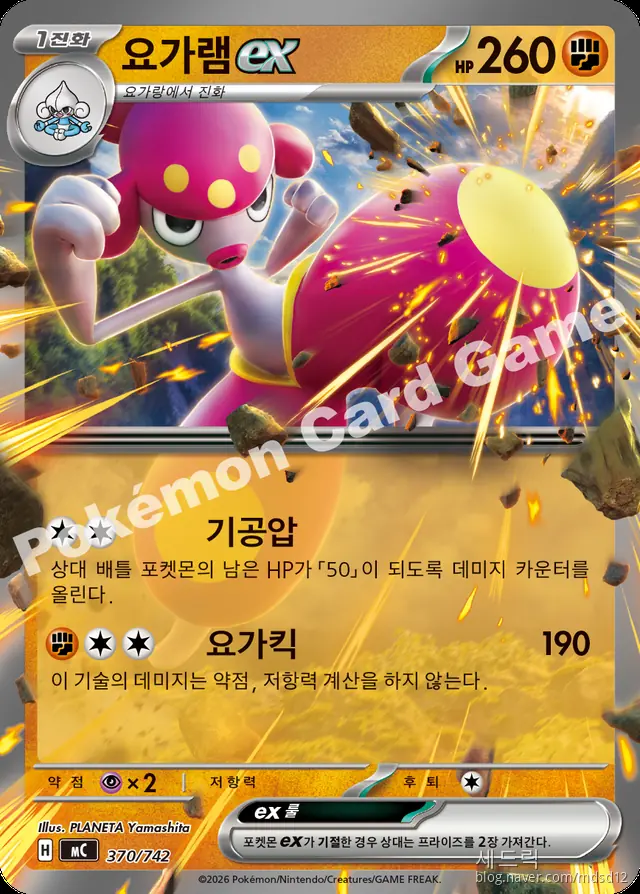 1진화
요가램 ex
HP 260
요가랑에서 진화
Pokémon Card Game
기공압
상대 배틀 포켓몬의 남은 HP가 「50」이 되도록 데미지 카운터를
올린다.
요가킥 190
이 기술의 데미지는 약점, 저항력 계산을 하지 않는다.
약점 ×2 저항력 후퇴
ex 룰
포켓몬 ex가 기절한 경우 상대는 프라이즈를 2장 가져간다.
Illus. PLANETA Yamashita
H MC 370/742
©2026 Pokémon/Nintendo/Creatures/GAME FREAK.
세드릭
blog.naver.com/mdsd12